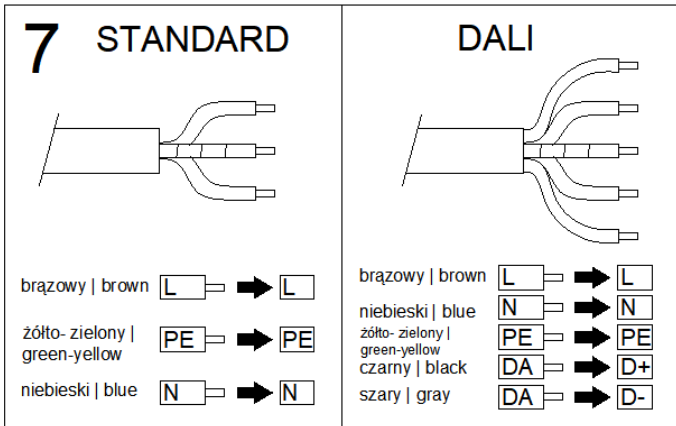 7 STANDARD
brązowy | brown L L
żółto- zielony |
green-yellow PE PE
niebieski | blue N N
DALI
brązowy | brown L L
niebieski | blue N N
żółto- zielony |
green-yellow PE PE
czarny | black DA D+
szary | gray DA D-